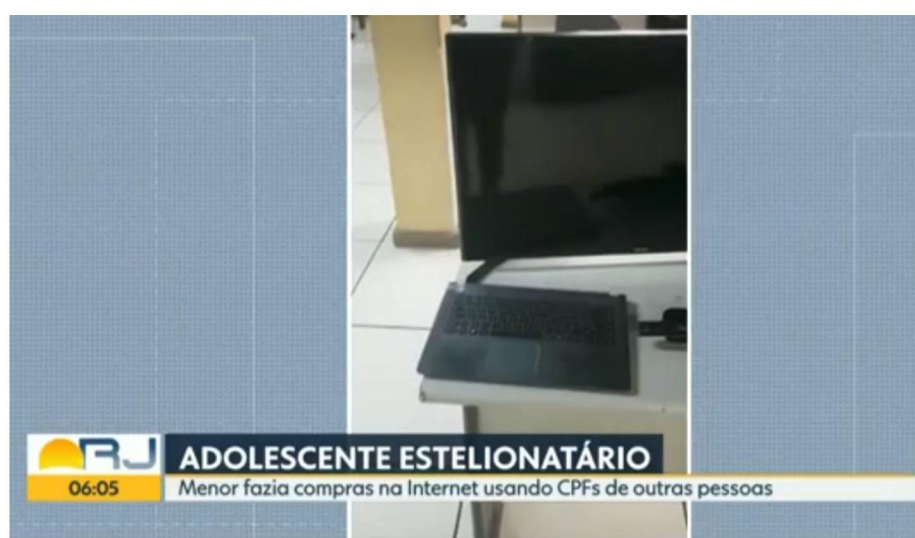 RJ
ADOLESCENTE ESTELIONATÁRIO
06:05
Menor fazia compras na Internet usando CPFs de outras pessoas